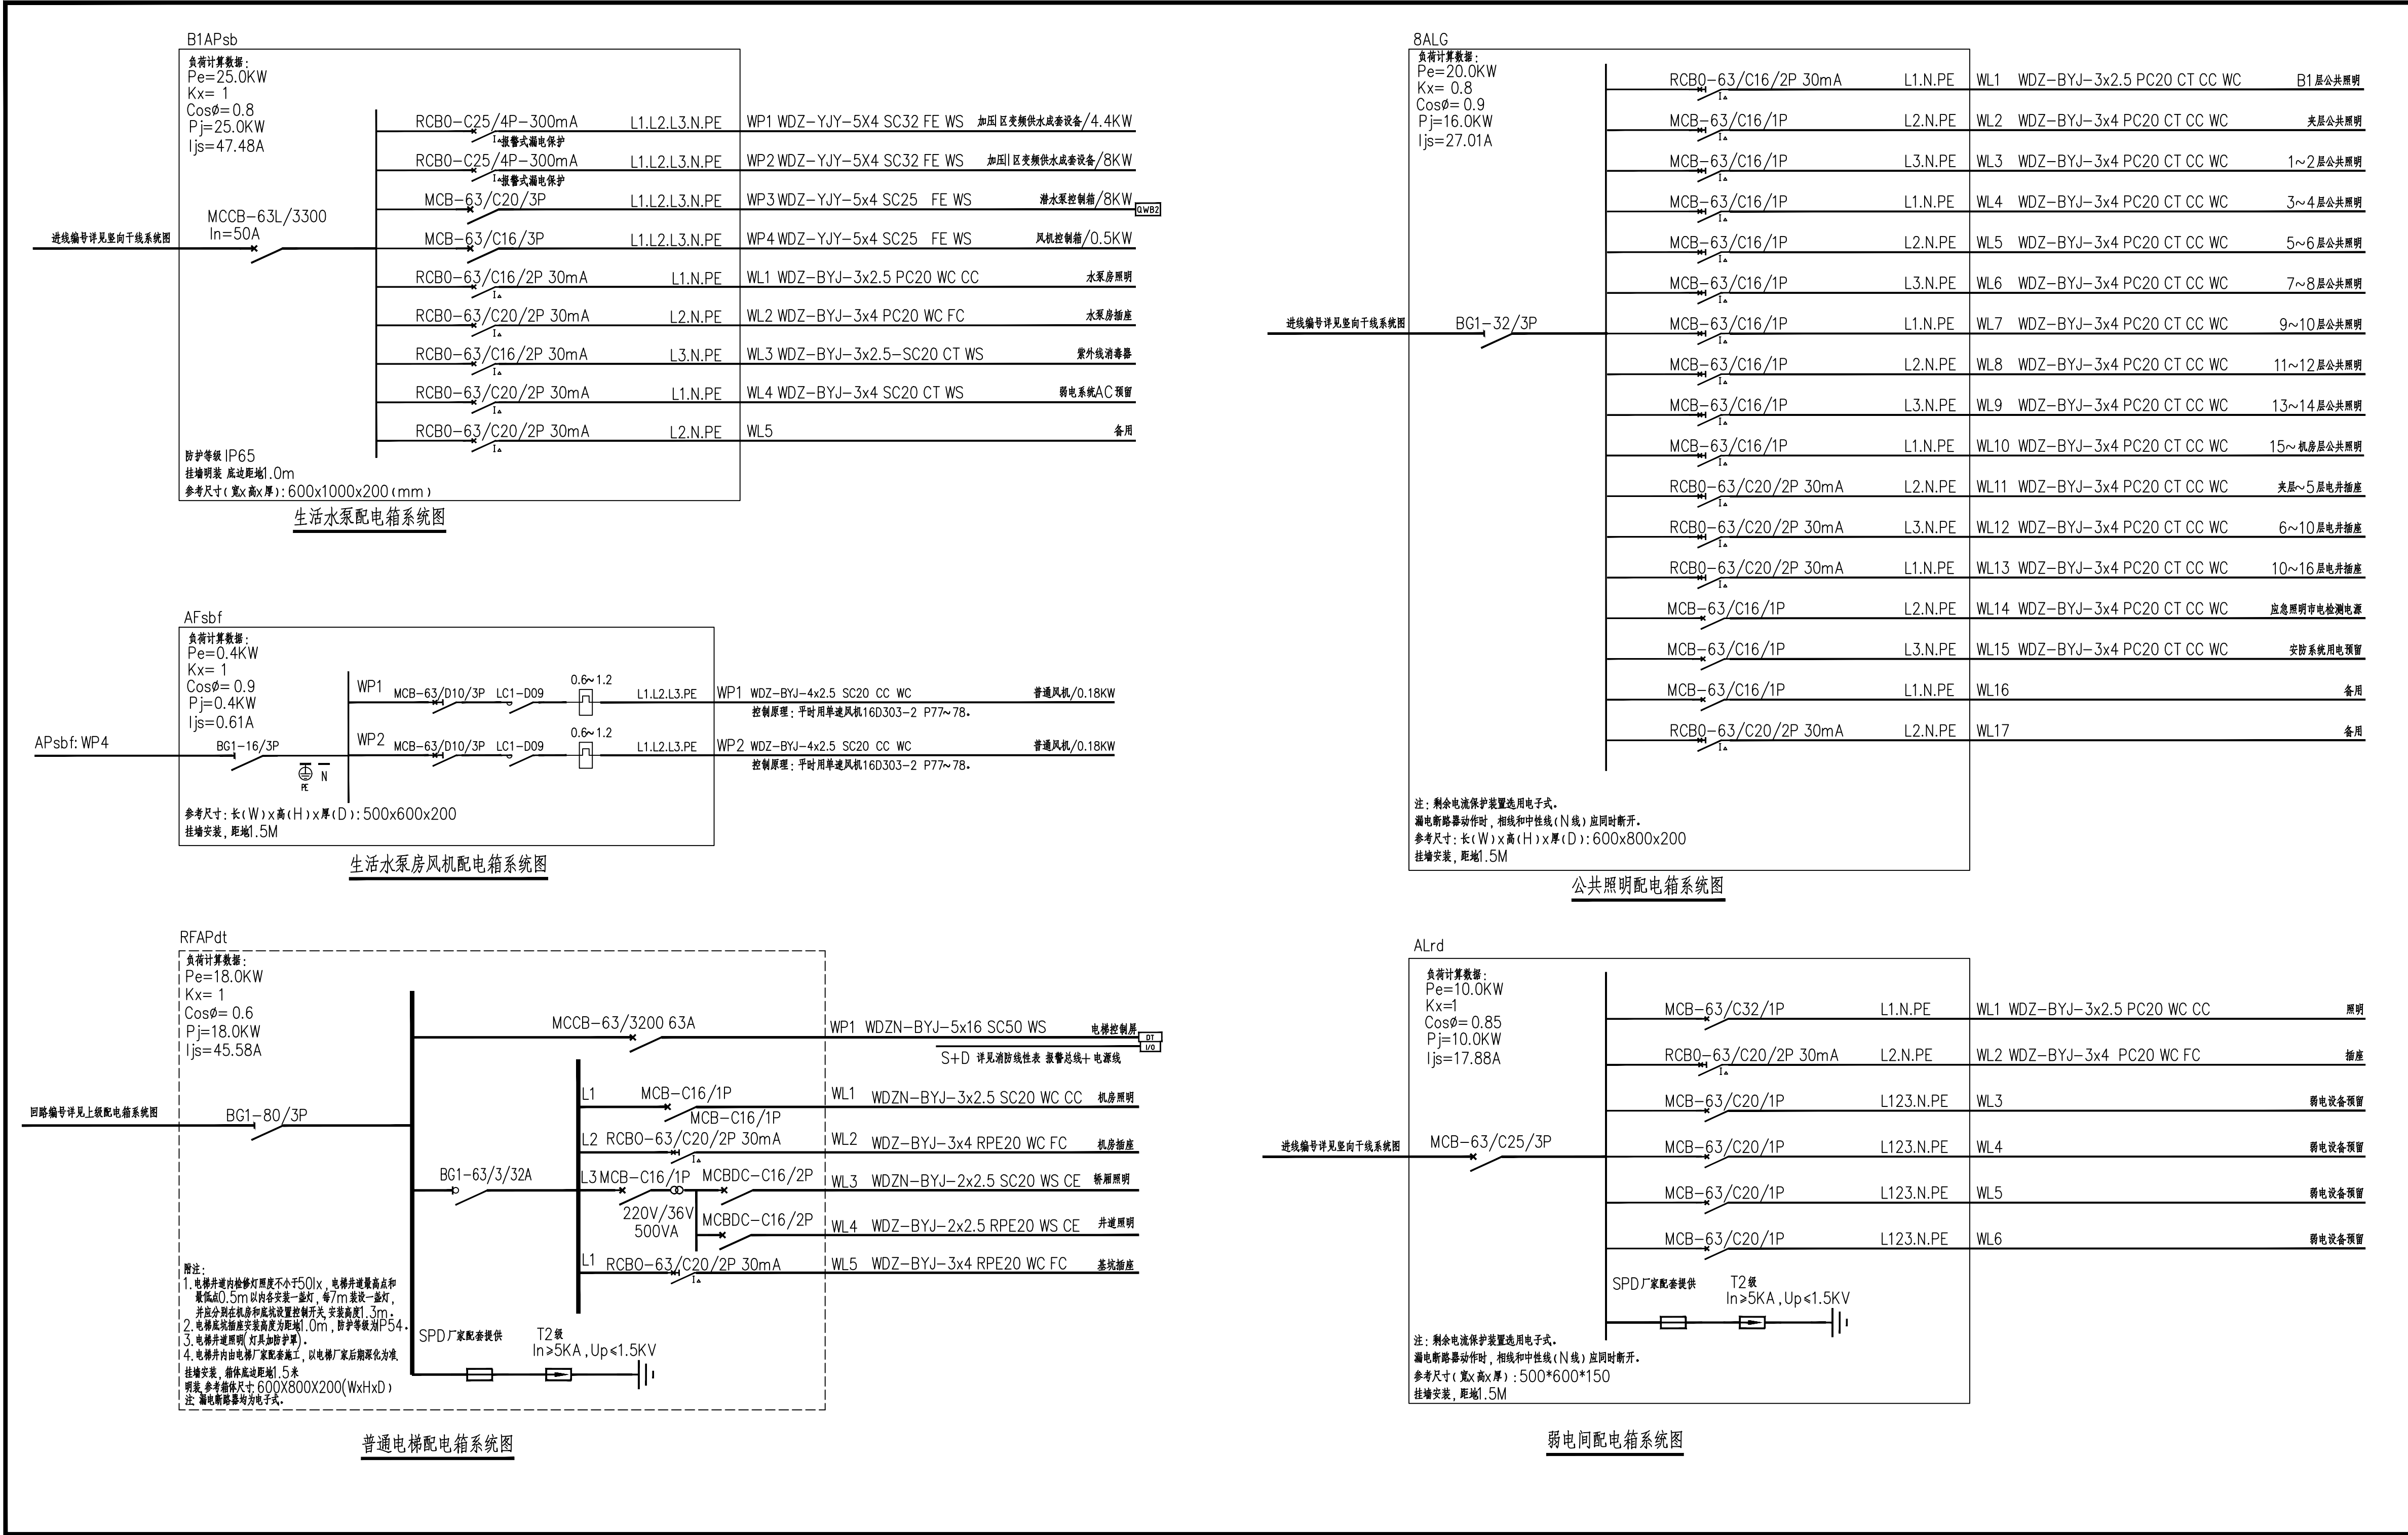 B1APsb
负荷计算数据:
Pe=25.0KW
Kx= 1
Cosø=0.8
Pj=25.0KW
Ijs=47.48A
进线编号详见竖向干线系统图
MCCB-63L/3300
In=50A
RCBO-C25/4P-300mA L1.L2.L3.N.PE WP1 WDZ-YJY-5X4 SC32 FE WS 加压I区变频供水成套设备/4.4KW
I 报警式漏电保护
RCBO-C25/4P-300mA L1.L2.L3.N.PE WP2 WDZ-YJY-5X4 SC32 FE WS 加压II区变频供水成套设备/8KW
I 报警式漏电保护
MCB-63/C20/3P L1.L2.L3.N.PE WP3 WDZ-YJY-5x4 SC25 FE WS 潜水泵控制箱/8KW QWB2
MCB-63/C16/3P L1.L2.L3.N.PE WP4 WDZ-YJY-5x4 SC25 FE WS 风机控制箱/0.5KW
RCBO-63/C16/2P 30mA L1.N.PE WL1 WDZ-BYJ-3x2.5 PC20 WC CC 水泵房照明
RCBO-63/C20/2P 30mA L2.N.PE WL2 WDZ-BYJ-3x4 PC20 WC FC 水泵房插座
RCBO-63/C16/2P 30mA L3.N.PE WL3 WDZ-BYJ-3x2.5-SC20 CT WS 紫外线消毒器
RCBO-63/C20/2P 30mA L1.N.PE WL4 WDZ-BYJ-3x4 SC20 CT WS 弱电系统AC预留
RCBO-63/C20/2P 30mA L2.N.PE WL5 备用
防护等级IP65
挂墙明装 底边距地1.0m
参考尺寸(宽x高x厚):600x1000x200(mm)
生活水泵配电箱系统图
AFsbf
负荷计算数据:
Pe=0.4KW
Kx= 1
Cosø=0.9
Pj=0.4KW
Ijs=0.61A
APsbf:WP4
BG1-16/3P
PE N
WP1 MCB-63/D10/3P LC1-D09 0.6~1.2 L1.L2.L3.PE WP1 WDZ-BYJ-4x2.5 SC20 CC WC 普通风机/0.18KW
控制原理:平时用单速风机16D303-2 P77~78。
WP2 MCB-63/D10/3P LC1-D09 0.6~1.2 L1.L2.L3.PE WP2 WDZ-BYJ-4x2.5 SC20 CC WC 普通风机/0.18KW
控制原理:平时用单速风机16D303-2 P77~78。
参考尺寸:长(W)x高(H)x厚(D):500x600x200
挂墙安装,距地1.5M
生活水泵房风机配电箱系统图
RFAPdt
负荷计算数据:
Pe=18.0KW
Kx= 1
Cosø= 0.6
Pj=18.0KW
Ijs=45.58A
回路编号详见上级配电箱系统图
BG1-80/3P
MCCB-63/3200 63A WP1 WDZN-BYJ-5x16 SC50 WS 电梯控制屏 DT
I/O
S+D 详见消防线性表 报警总线+电源线
BG1-63/3/32A
L1 MCB-C16/1P WL1 WDZN-BYJ-3x2.5 SC20 WC CC 机房照明
MCB-C16/1P
L2 RCBO-63/C20/2P 30mA WL2 WDZ-BYJ-3x4 RPE20 WC FC 机房插座
L3 MCB-C16/1P MCBDC-C16/2P WL3 WDZN-BYJ-2x2.5 SC20 WS CE 轿厢照明
220V/36V
500VA
MCBDC-C16/2P WL4 WDZ-BYJ-2x2.5 RPE20 WS CE 井道照明
L1 RCBO-63/C20/2P 30mA WL5 WDZ-BYJ-3x4 RPE20 WC FC 基坑插座
附注:
1.电梯井道内检修灯照度不小于50lx,电梯井道最高点和
最低点0.5m以内各安装一盏灯,每7m装设一盏灯,
并应分别在机房和底坑设置控制开关,安装高度1.3m。
2.电梯底坑插座安装高度为距地1.0m,防护等级为IP54。
3.电梯井道照明(灯具加防护罩)。
4.电梯井内由电梯厂家配套施工,以电梯厂家后期深化为准.
挂墙安装,箱体底边距地1.5米
明装,参考箱体尺寸:600X800X200(WxHxD)
注:漏电断路器均为电子式。
SPD厂家配套提供 T2级
In≥5KA,Up≤1.5KV
普通电梯配电箱系统图
8ALG
负荷计算数据:
Pe=20.0KW
Kx= 0.8
Cosø= 0.9
Pj=16.0KW
Ijs=27.01A
进线编号详见竖向干线系统图
BG1-32/3P
RCBO-63/C16/2P 30mA L1.N.PE WL1 WDZ-BYJ-3x2.5 PC20 CT CC WC B1层公共照明
MCB-63/C16/1P L2.N.PE WL2 WDZ-BYJ-3x4 PC20 CT CC WC 夹层公共照明
MCB-63/C16/1P L3.N.PE WL3 WDZ-BYJ-3x4 PC20 CT CC WC 1~2层公共照明
MCB-63/C16/1P L1.N.PE WL4 WDZ-BYJ-3x4 PC20 CT CC WC 3~4层公共照明
MCB-63/C16/1P L2.N.PE WL5 WDZ-BYJ-3x4 PC20 CT CC WC 5~6层公共照明
MCB-63/C16/1P L3.N.PE WL6 WDZ-BYJ-3x4 PC20 CT CC WC 7~8层公共照明
MCB-63/C16/1P L1.N.PE WL7 WDZ-BYJ-3x4 PC20 CT CC WC 9~10层公共照明
MCB-63/C16/1P L2.N.PE WL8 WDZ-BYJ-3x4 PC20 CT CC WC 11~12层公共照明
MCB-63/C16/1P L3.N.PE WL9 WDZ-BYJ-3x4 PC20 CT CC WC 13~14层公共照明
MCB-63/C16/1P L1.N.PE WL10 WDZ-BYJ-3x4 PC20 CT CC WC 15~机房层公共照明
RCBO-63/C20/2P 30mA L2.N.PE WL11 WDZ-BYJ-3x4 PC20 CT CC WC 夹层~5层电井插座
RCBO-63/C20/2P 30mA L3.N.PE WL12 WDZ-BYJ-3x4 PC20 CT CC WC 6~10层电井插座
RCBO-63/C20/2P 30mA L1.N.PE WL13 WDZ-BYJ-3x4 PC20 CT CC WC 10~16层电井插座
MCB-63/C16/1P L2.N.PE WL14 WDZ-BYJ-3x4 PC20 CT CC WC 应急照明市电检测电源
MCB-63/C16/1P L3.N.PE WL15 WDZ-BYJ-3x4 PC20 CT CC WC 安防系统用电预留
MCB-63/C16/1P L1.N.PE WL16 备用
RCBO-63/C20/2P 30mA L2.N.PE WL17 备用
注:剩余电流保护装置选用电子式。
漏电断路器动作时,相线和中性线(N线)应同时断开。
参考尺寸:长(W)x高(H)x厚(D):600x800x200
挂墙安装,距地1.5M
公共照明配电箱系统图
ALrd
负荷计算数据:
Pe=10.0KW
Kx=1
Cosø= 0.85
Pj=10.0KW
Ijs=17.88A
进线编号详见竖向干线系统图
MCB-63/C25/3P
MCB-63/C32/1P L1.N.PE WL1 WDZ-BYJ-3x2.5 PC20 WC CC 照明
RCBO-63/C20/2P 30mA L2.N.PE WL2 WDZ-BYJ-3x4 PC20 WC FC 插座
MCB-63/C20/1P L123.N.PE WL3 弱电设备预留
MCB-63/C20/1P L123.N.PE WL4 弱电设备预留
MCB-63/C20/1P L123.N.PE WL5 弱电设备预留
MCB-63/C20/1P L123.N.PE WL6 弱电设备预留
SPD厂家配套提供 T2级
In≥5KA,Up≤1.5KV
注:剩余电流保护装置选用电子式。
漏电断路器动作时,相线和中性线(N线)应同时断开。
参考尺寸(宽x高x厚):500*600*150
挂墙安装,距地1.5M
弱电间配电箱系统图